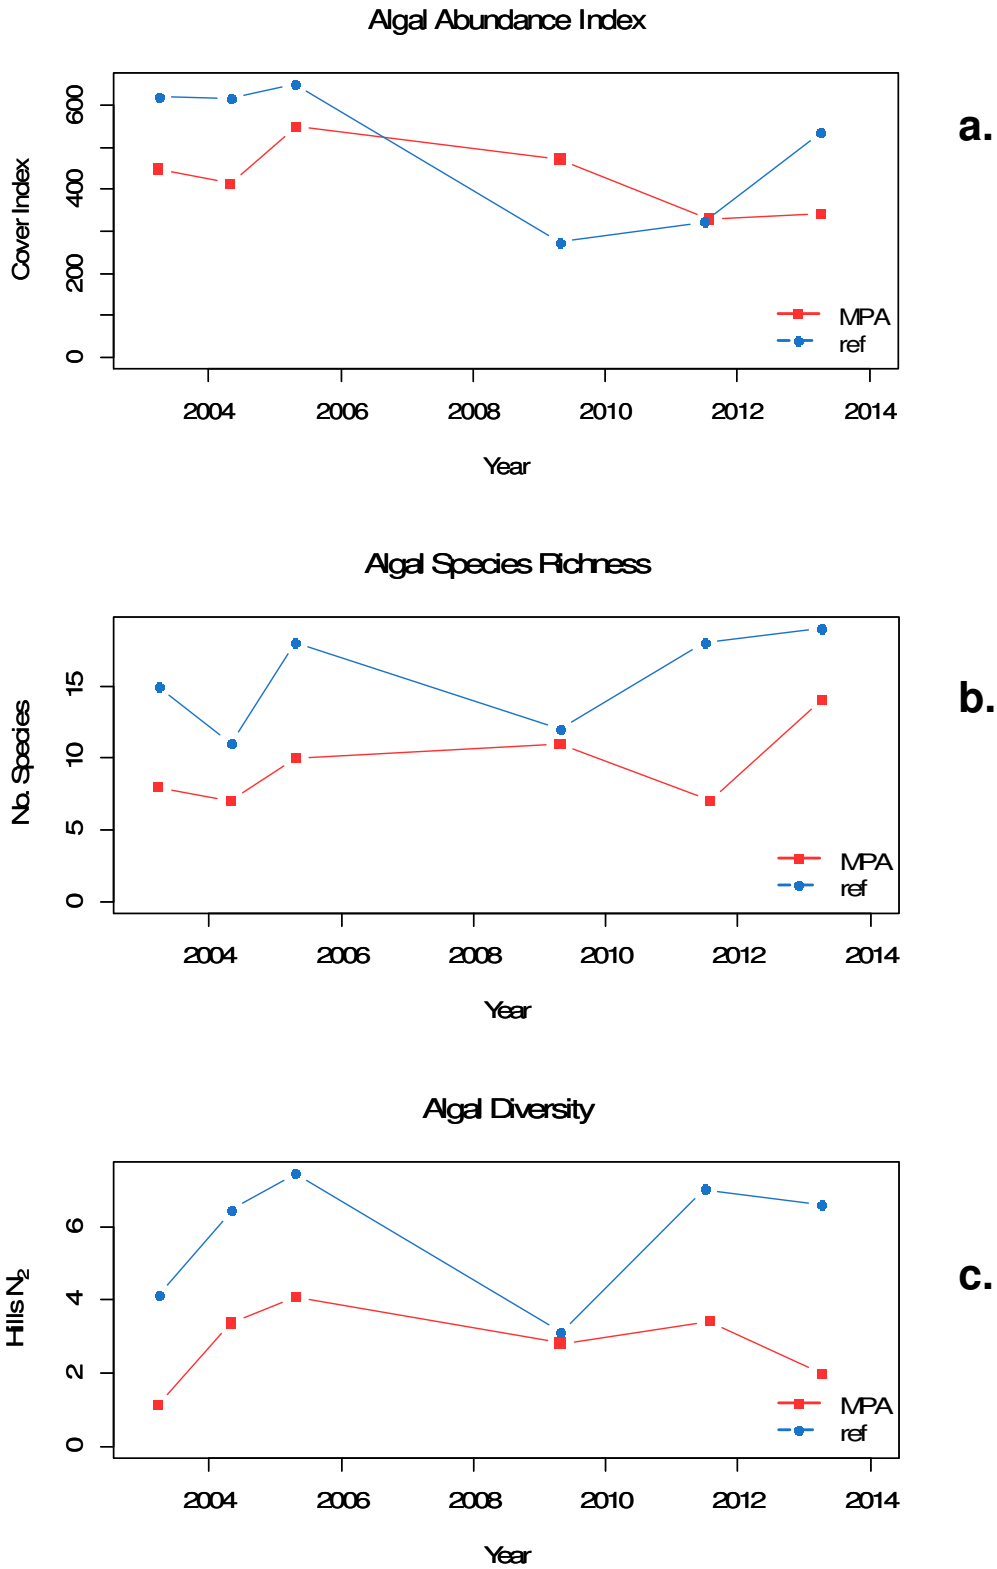 Algal Abundance Index
a.
Cover Index
600
400
200
0
MPA
ref
2004 2006 2008 2010 2012 2014
Year
Algal Species Richness
b.
No. Species
15
10
5
0
MPA
ref
2004 2006 2008 2010 2012 2014
Year
Algal Diversity
c.
Hills N₂
6
4
2
0
MPA
ref
2004 2006 2008 2010 2012 2014
Year